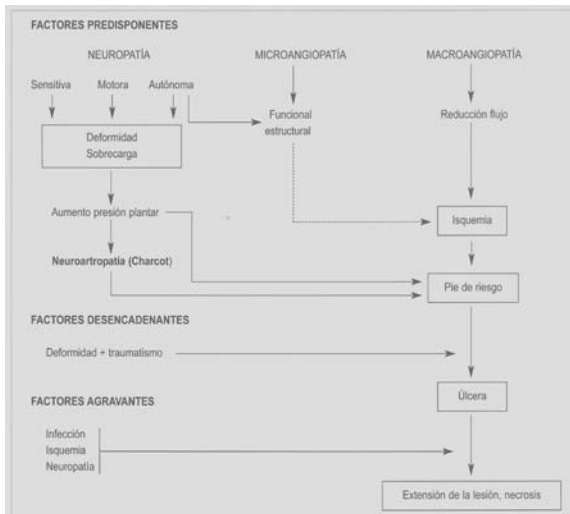 FACTORES PREDISPONENTES
NEUROPATÍA
MICROANGIOPATÍA
MACROANGIOPATÍA
Sensitiva
Motora
Autónoma
Funcional
estructural
Reducción flujo
Deformidad
Sobrecarga
Aumento presión plantar
Isquemia
Neuroartropatía (Charcot)
Pie de riesgo
FACTORES DESENCADENANTES
Deformidad + traumatismo
Úlcera
FACTORES AGRAVANTES
Infección
Isquemia
Neuropatía
Extensión de la lesión, necrosis